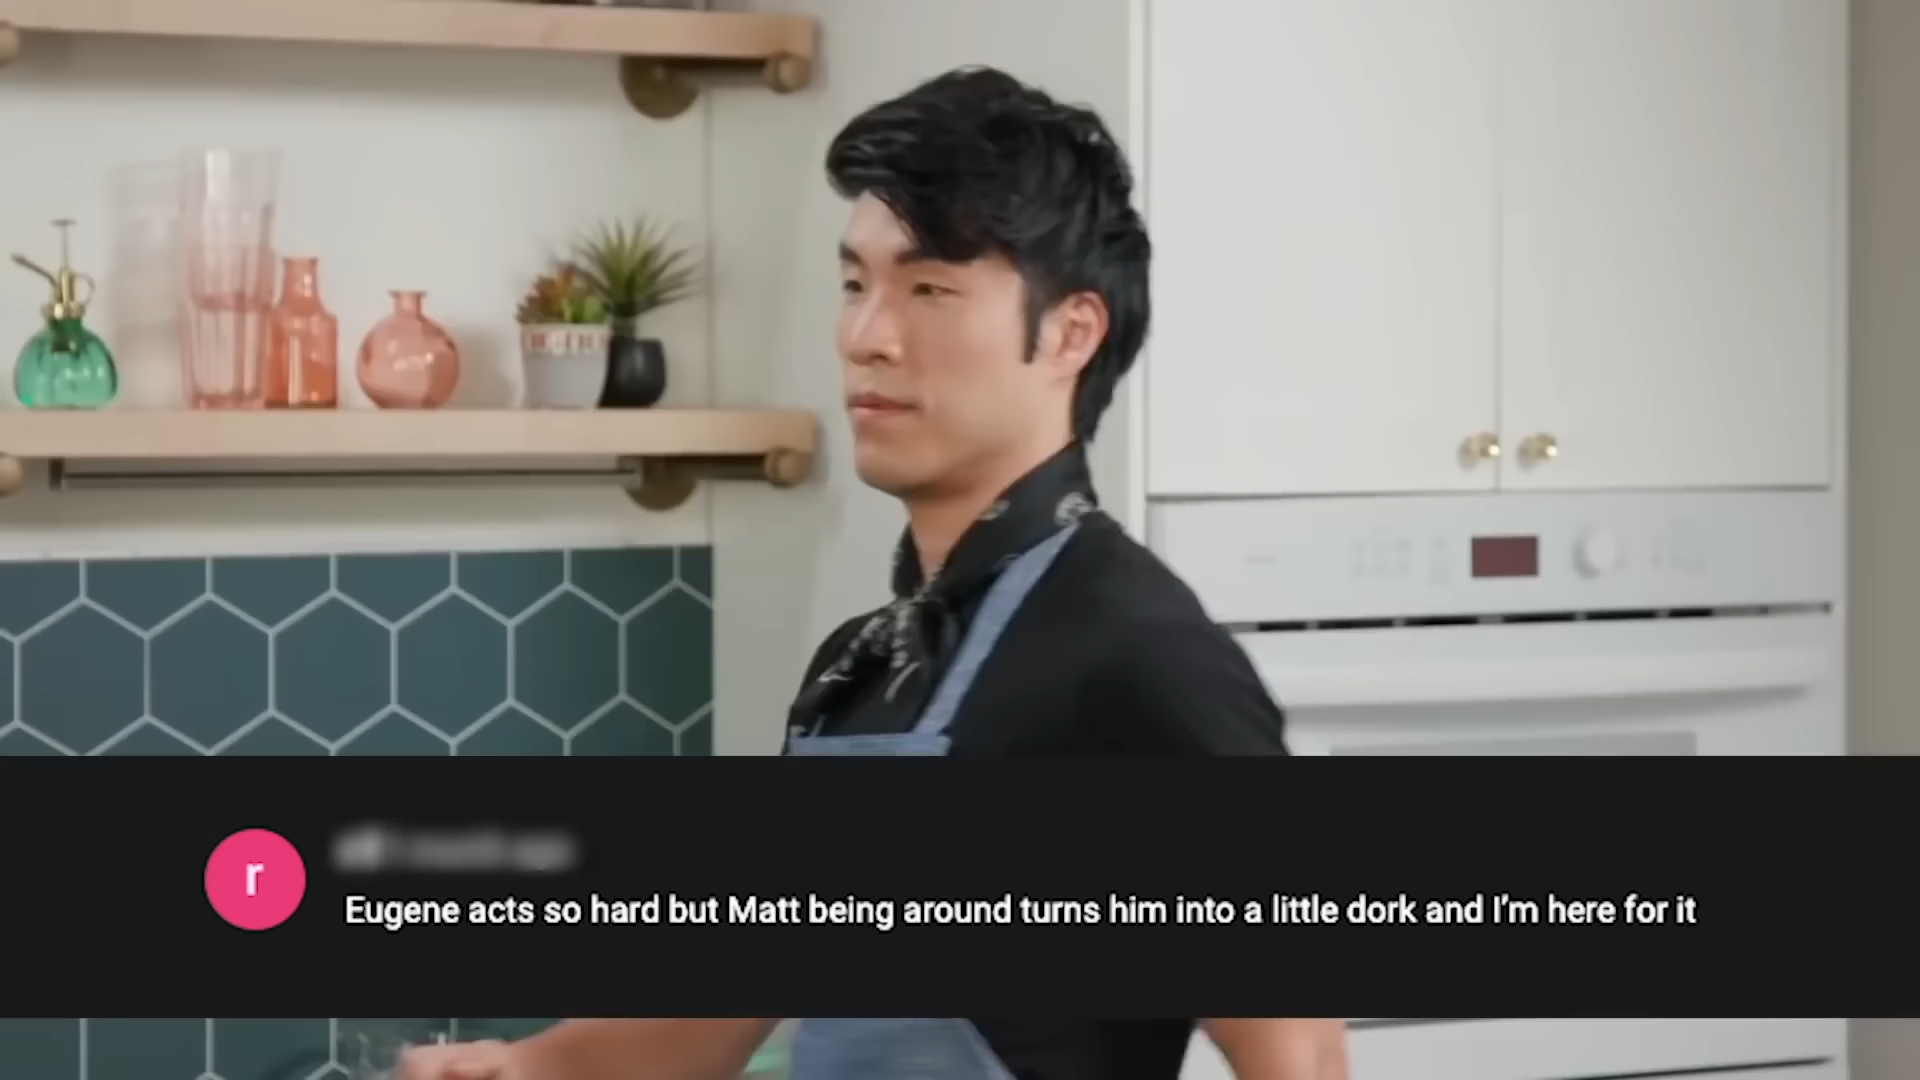 r
Eugene acts so hard but Matt being around turns him into a little dork and I'm here for it